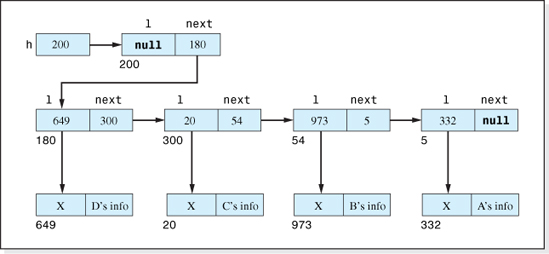 l next
h 200 null 180
200
l next l next l next l next
649 300 20 54 973 5 332 null
180 300 54 5
X D's info X C's info X B's info X A's info
649 20 973 332